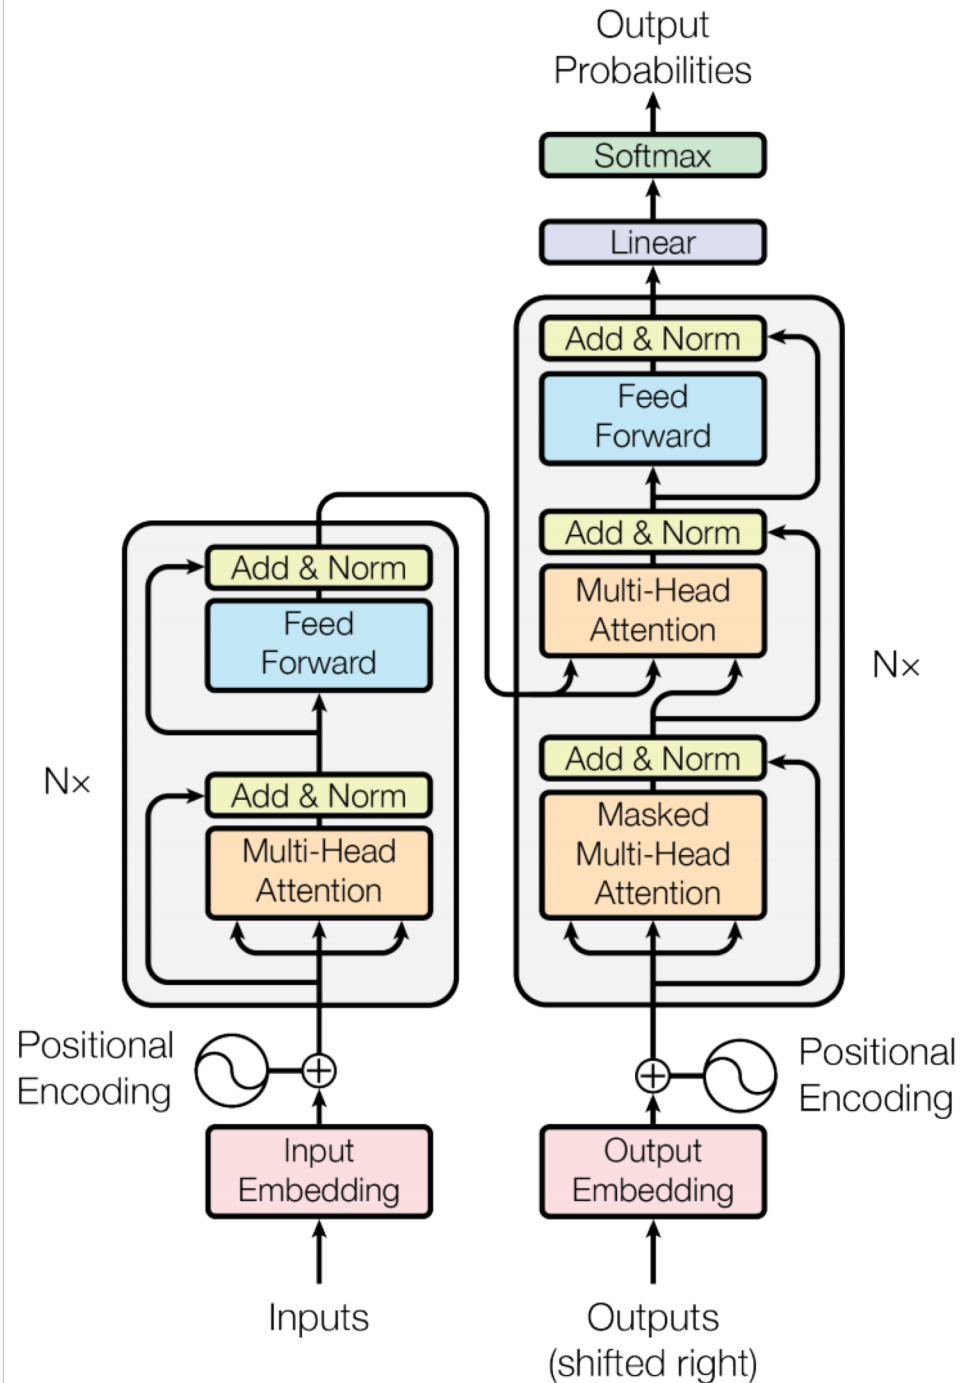 Output
Probabilities
Softmax
Linear
Add & Norm
Feed
Forward
Add & Norm
Multi-Head
Attention
Nx
Add & Norm
Masked
Multi-Head
Attention
Add & Norm
Feed
Forward
Nx
Add & Norm
Multi-Head
Attention
Positional
Encoding
Positional
Encoding
Input
Embedding
Output
Embedding
Inputs
Outputs
(shifted right)